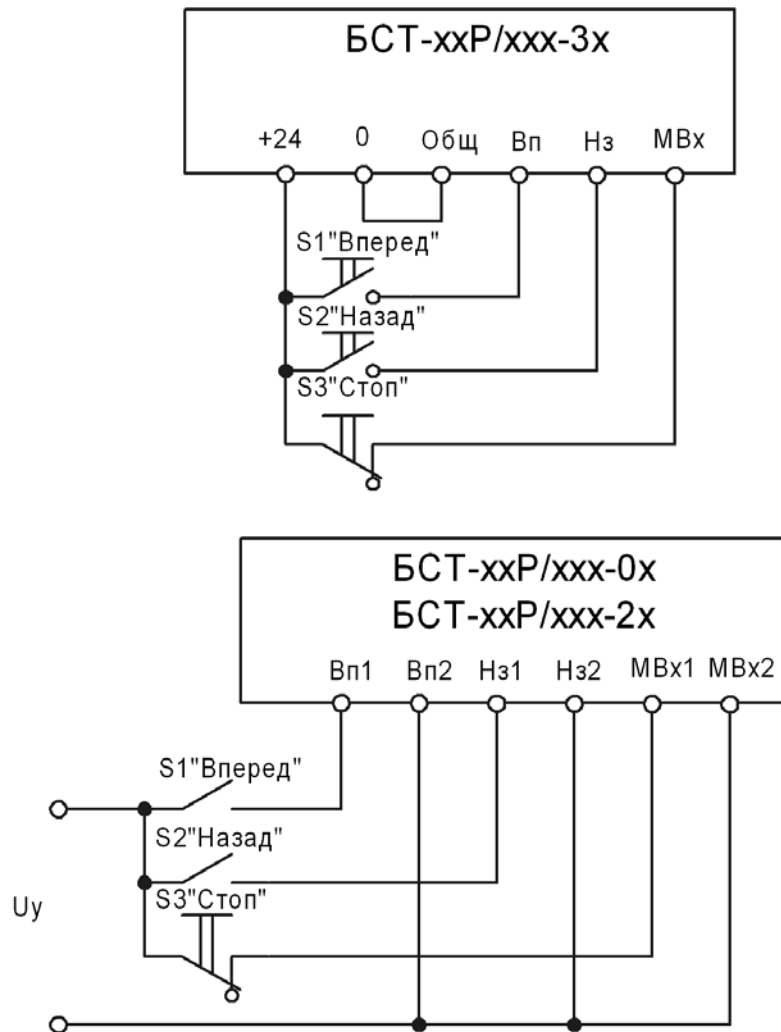 БСТ-ххР/ххх-3х
+24 0 Общ Вп Нз МВх
S1"Вперед"
S2"Назад"
S3"Стоп"
БСТ-ххР/ххх-0х
БСТ-ххР/ххх-2х
Вп1 Вп2 Нз1 Нз2 МВх1 МВх2
S1"Вперед"
S2"Назад"
S3"Стоп"
Uу